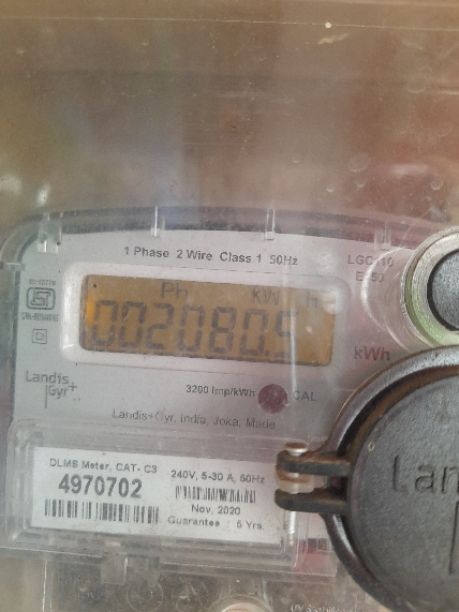 1 Phase 2 Wire Class 1 50Hz
Ph kW h
002080.5
kWh
Landis
Gyr+
3200 Imp/kWh CAL
Landis+Gyr, India, Joka, Made
DLMS Meter, CAT- C3
4970702
240V, 5-30 A, 50Hz
Nov, 2020
Guarantee : 5 Yrs.
Lan